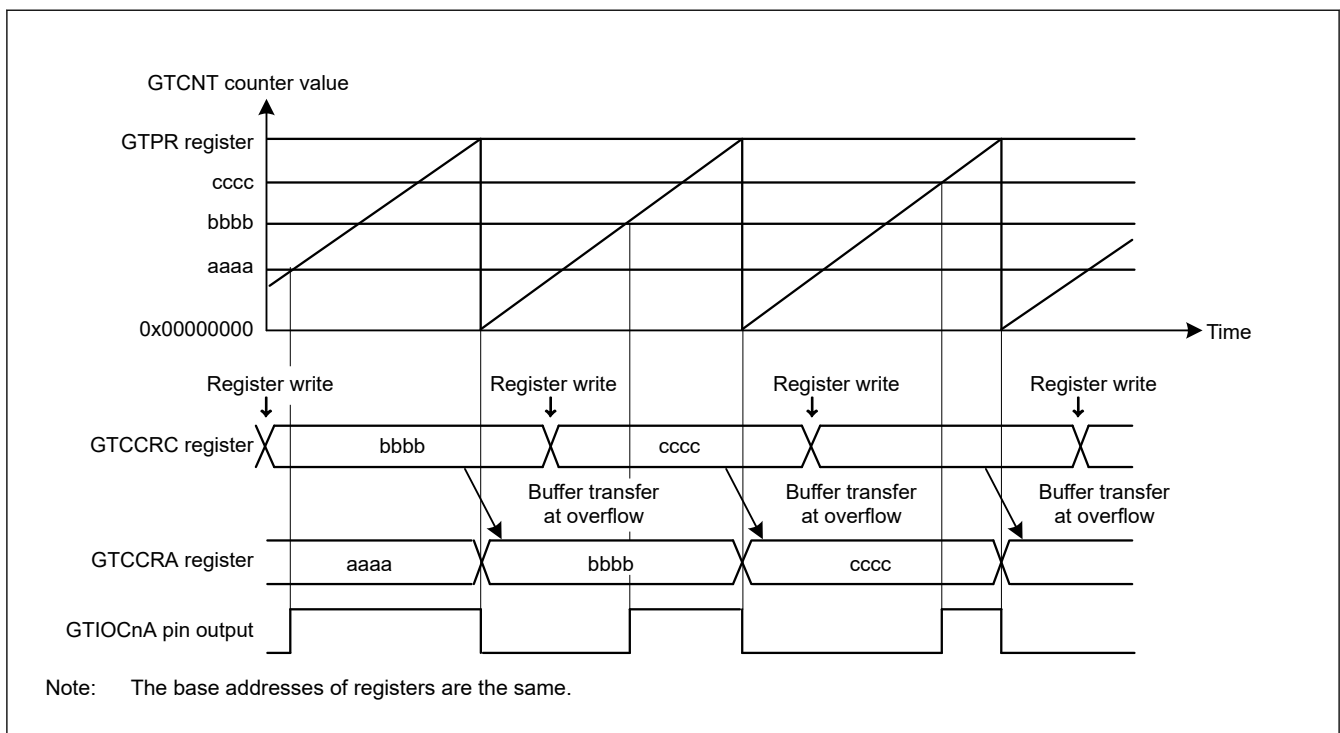 GTCNT counter value
GTPR register
cccc
bbbb
aaaa
0x00000000
Time
Register write
Register write
Register write
Register write
GTCCRC register
bbbb
cccc
Buffer transfer
at overflow
Buffer transfer
at overflow
Buffer transfer
at overflow
GTCCRA register
aaaa
bbbb
cccc
GTIOCnA pin output
Note: The base addresses of registers are the same.